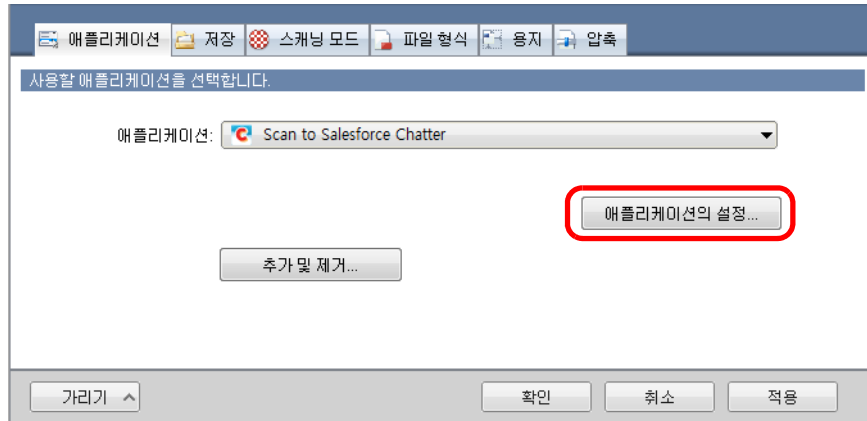 애플리케이션 저장 스캐닝 모드 파일 형식 용지 압축
사용할 애플리케이션을 선택합니다.
애플리케이션: Scan to Salesforce Chatter
애플리케이션의 설정...
추가 및 제거...
가리기 확인 취소 적용